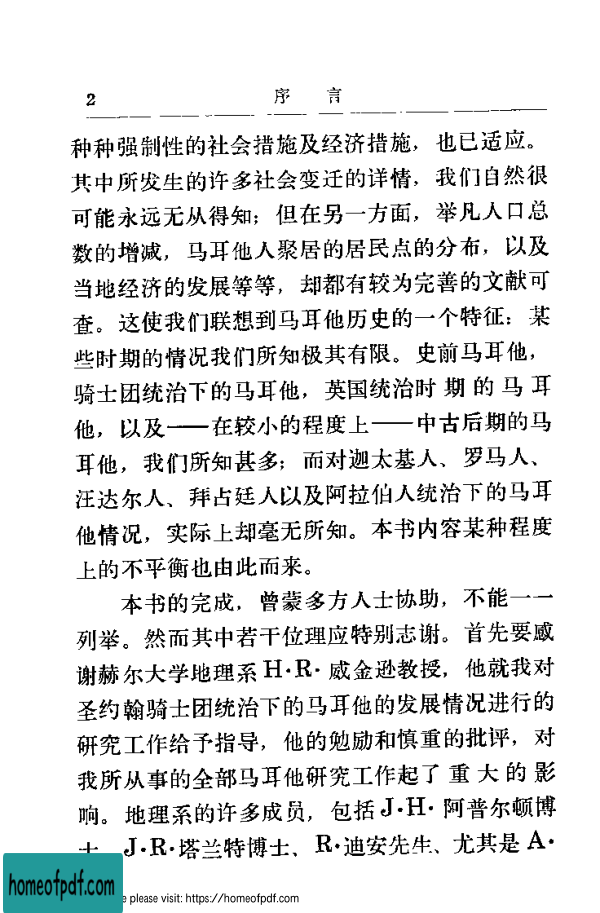 2 序言
种种强制性的社会措施及经济措施，也已适应。
其中所发生的许多社会变迁的详情，我们自然很
可能永远无从得知；但在另一方面，举凡人口总
数的增减，马耳他人聚居的居民点的分布，以及
当地经济的发展等等，却都有较为完善的文献可
查。这使我们联想到马耳他历史的一个特征：某
些时期的情况我们所知极其有限。史前马耳他，
骑士团统治下的马耳他，英国统治时期的马耳
他，以及——在较小的程度上——中古后期的马
耳他，我们所知甚多；而对迦太基人、罗马人、
汪达尔人、拜占廷人以及阿拉伯人统治下的马耳
他情况，实际上却毫无所知。本书内容某种程度
上的不平衡也由此而来。
本书的完成，曾蒙多方人士协助，不能一一
列举。然而其中若干位理应特别志谢。首先要感
谢赫尔大学地理系H·R·威金逊教授，他就我对
圣约翰骑士团统治下的马耳他的发展情况进行的
研究工作给予指导，他的勉励和慎重的批评，对
我所从事的全部马耳他研究工作起了重大的影
响。地理系的许多成员，包括J·H·阿普尔顿博
士、J·R·塔兰特博士、R·迪安先生、尤其是A·
homeofpdf.com
please visit: https://homeofpdf.com